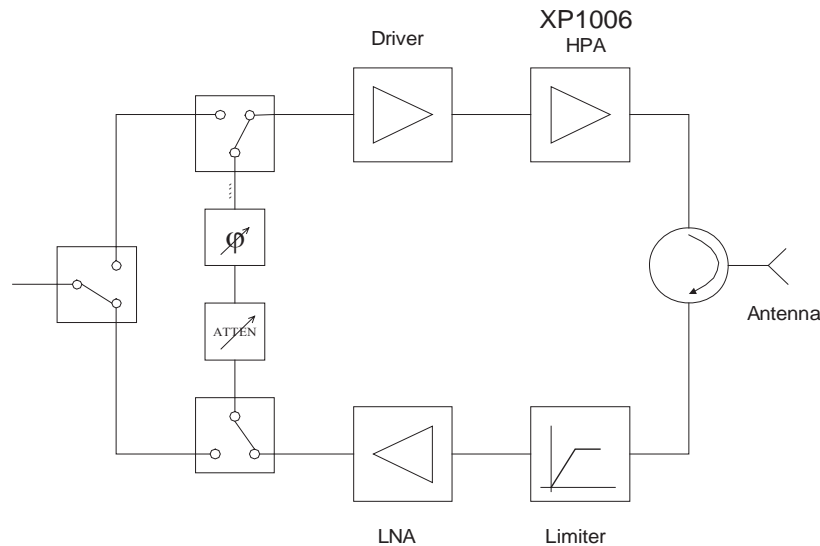 XP1006
Driver
HPA
φ
ATTEN
Antenna
LNA
Limiter